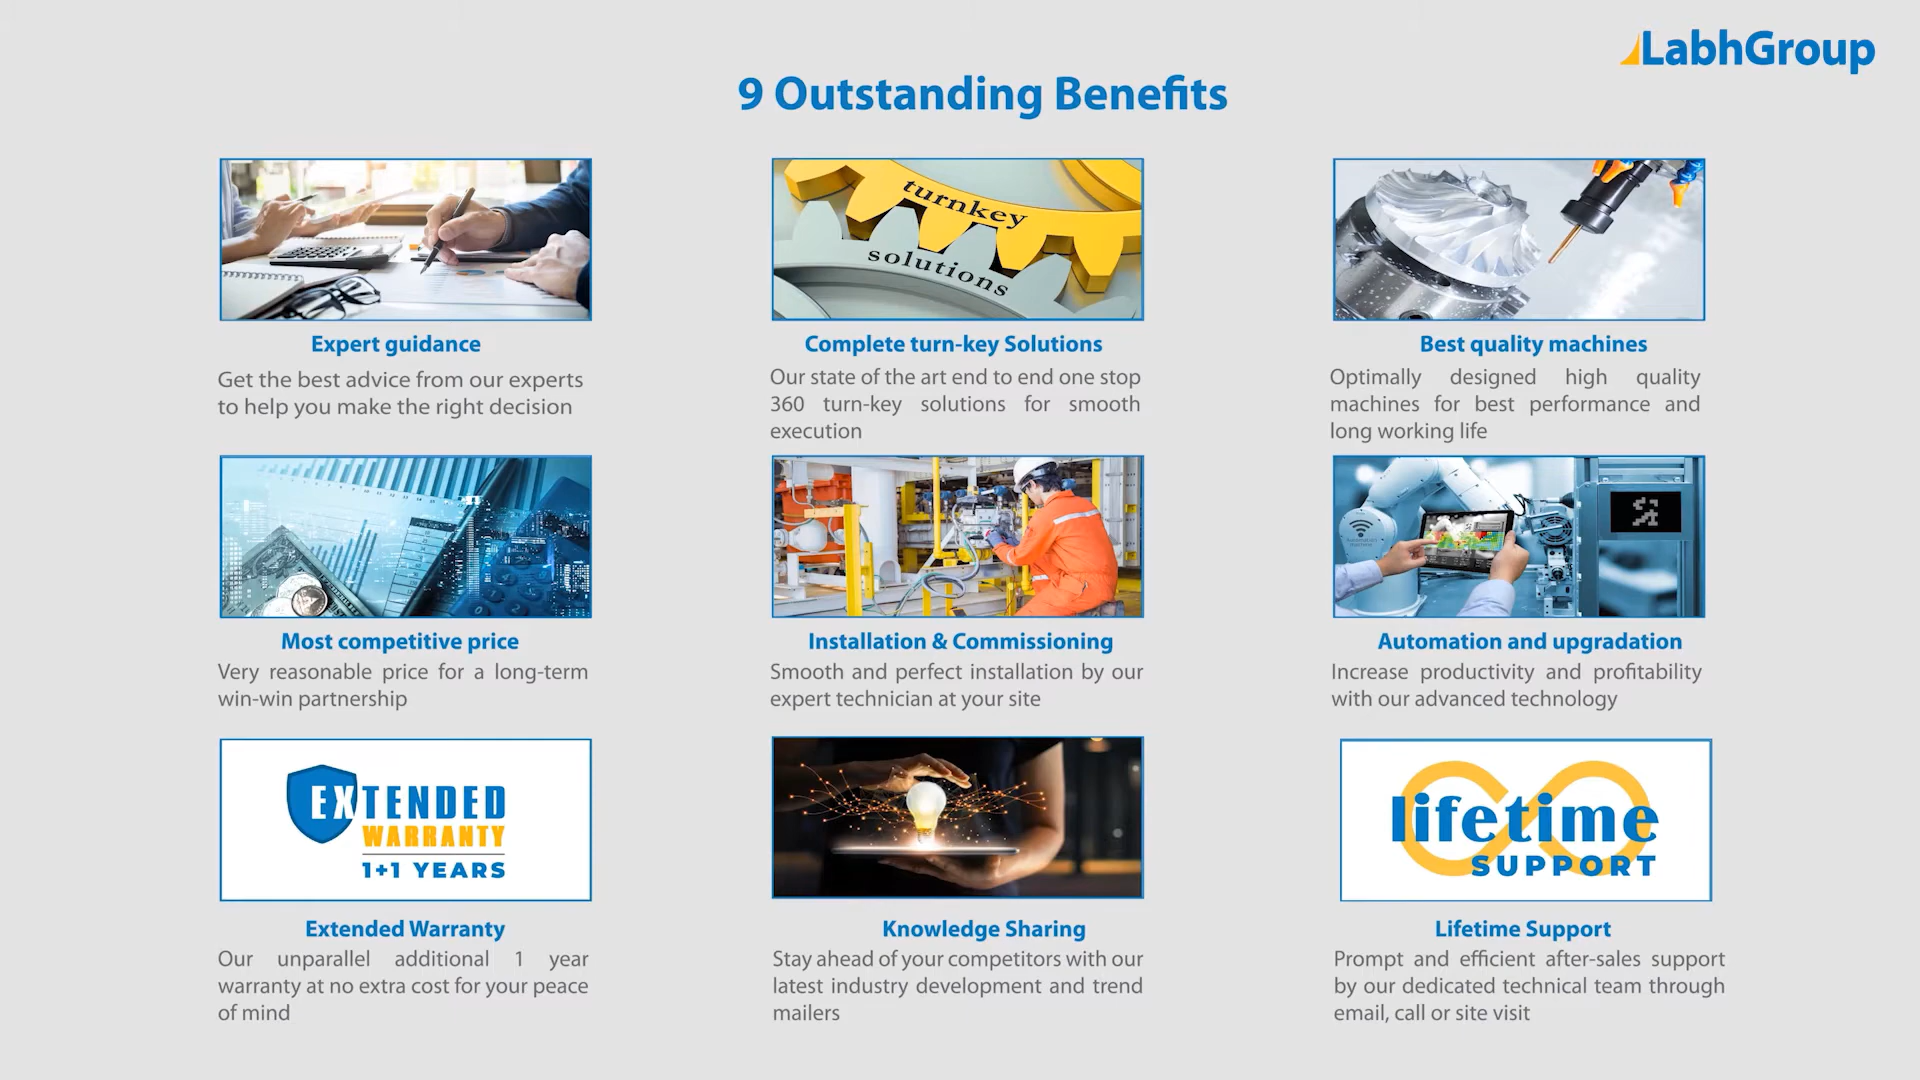 LabhGroup
9 Outstanding Benefits
turnkey
solutions
Expert guidance
Get the best advice from our experts
to help you make the right decision
Complete turn-key Solutions
Our state of the art end to end one stop
360 turn-key solutions for smooth
execution
Best quality machines
Optimally designed high quality
machines for best performance and
long working life
Most competitive price
Very reasonable price for a long-term
win-win partnership
Installation & Commissioning
Smooth and perfect installation by our
expert technician at your site
Automation and upgradation
Increase productivity and profitability
with our advanced technology
EXTENDED
WARRANTY
1+1 YEARS
Extended Warranty
Our unparallel additional 1 year
warranty at no extra cost for your peace
of mind
Knowledge Sharing
Stay ahead of your competitors with our
latest industry development and trend
mailers
lifetime
SUPPORT
Lifetime Support
Prompt and efficient after-sales support
by our dedicated technical team through
email, call or site visit